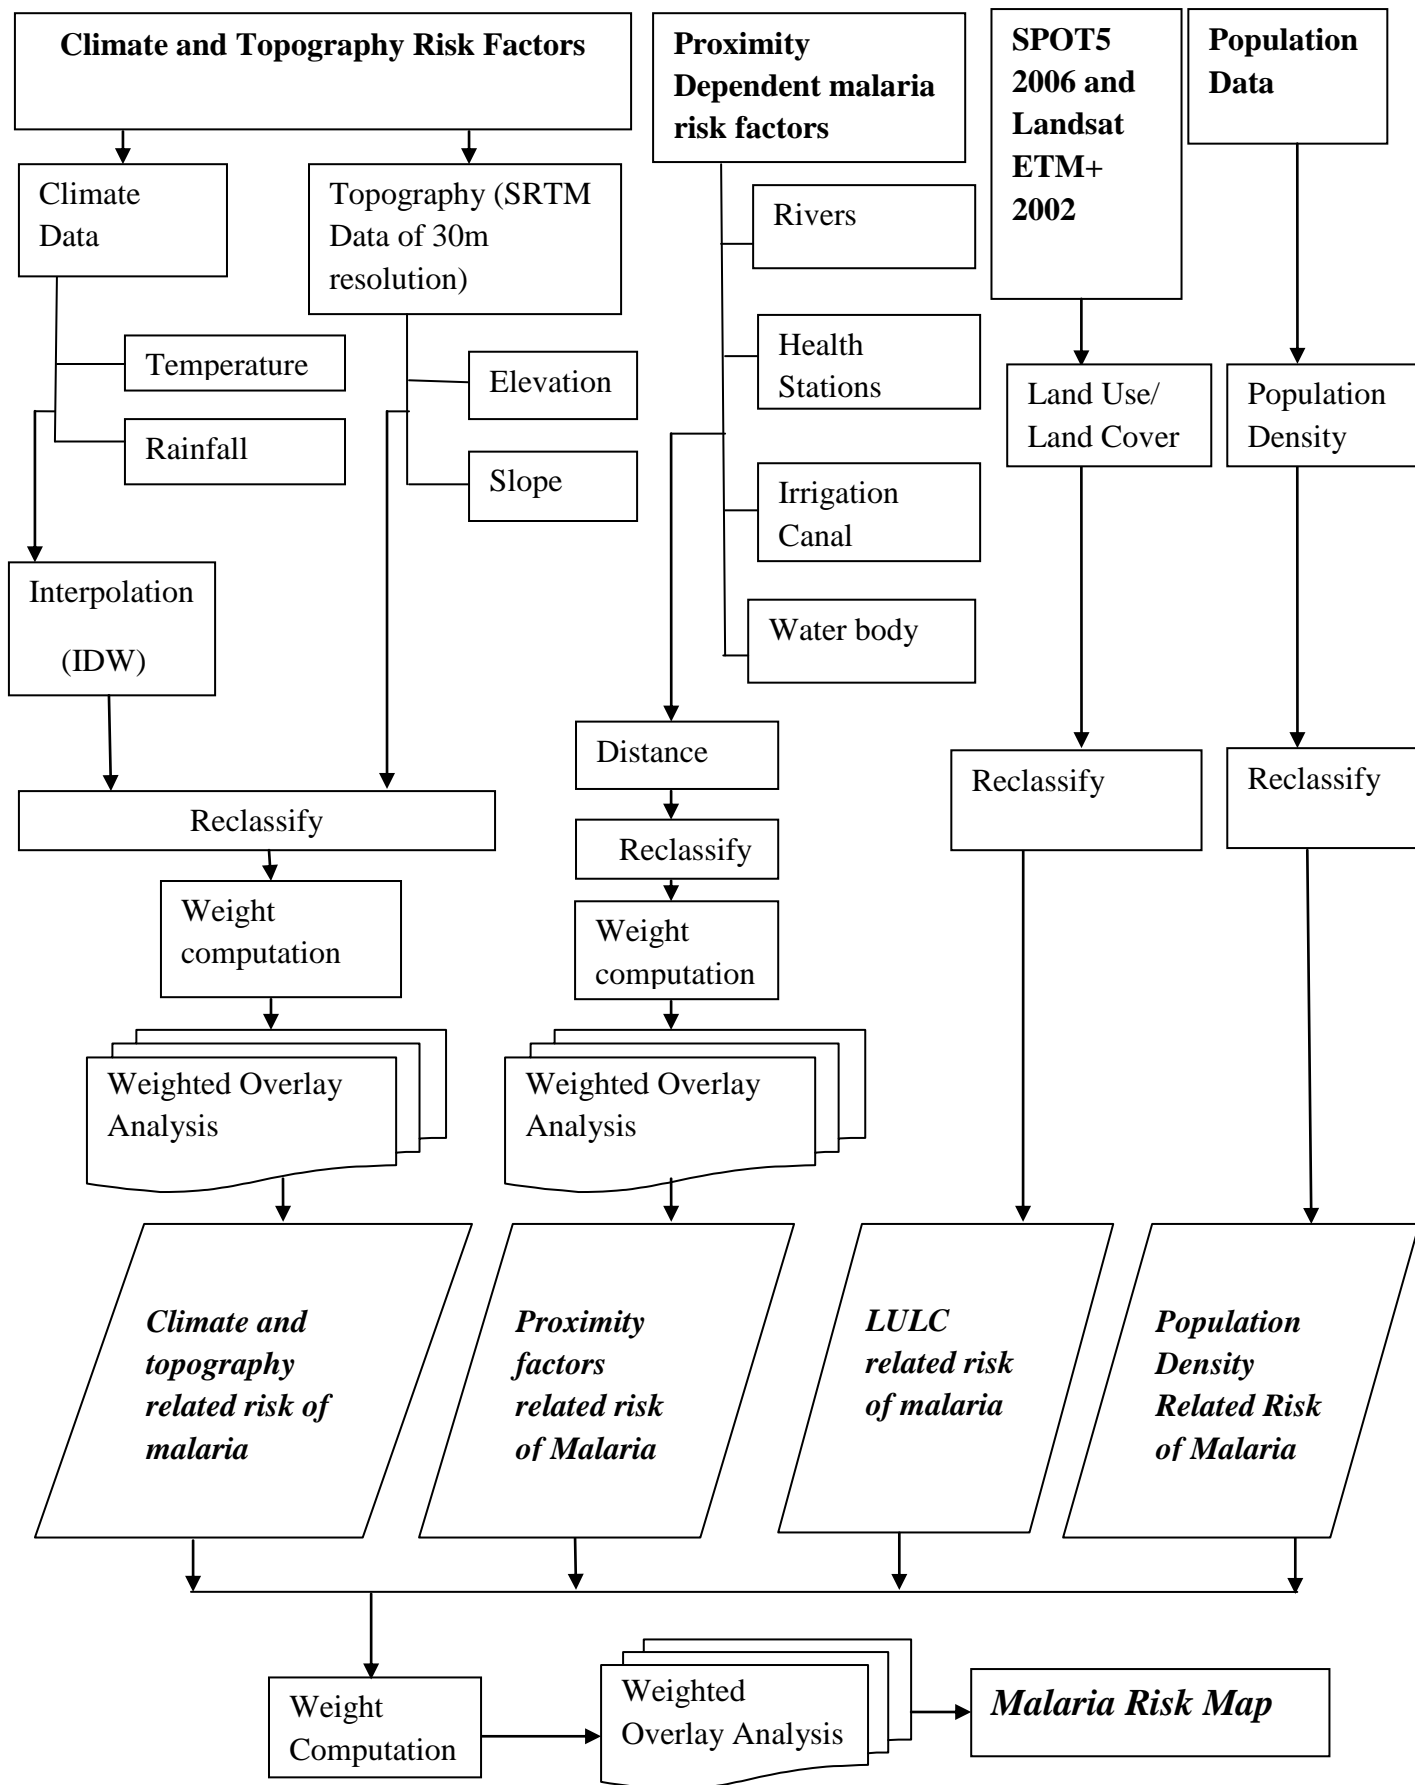 Climate and Topography Risk Factors
Proximity
Dependent malaria
risk factors
SPOT5
2006 and
Landsat
ETM+
2002
Population
Data
Climate
Data
Topography (SRTM
Data of 30m
resolution)
Rivers
Temperature
Rainfall
Elevation
Slope
Health
Stations
Irrigation
Canal
Water body
Land Use/
Land Cover
Population
Density
Interpolation
(IDW)
Distance
Reclassify
Reclassify
Reclassify
Reclassify
Weight
computation
Weight
computation
Weighted Overlay
Analysis
Weighted Overlay
Analysis
Climate and
topography
related risk of
malaria
Proximity
factors
related risk
of Malaria
LULC
related risk
of malaria
Population
Density
Related Risk
of Malaria
Weight
Computation
Weighted
Overlay Analysis
Malaria Risk Map